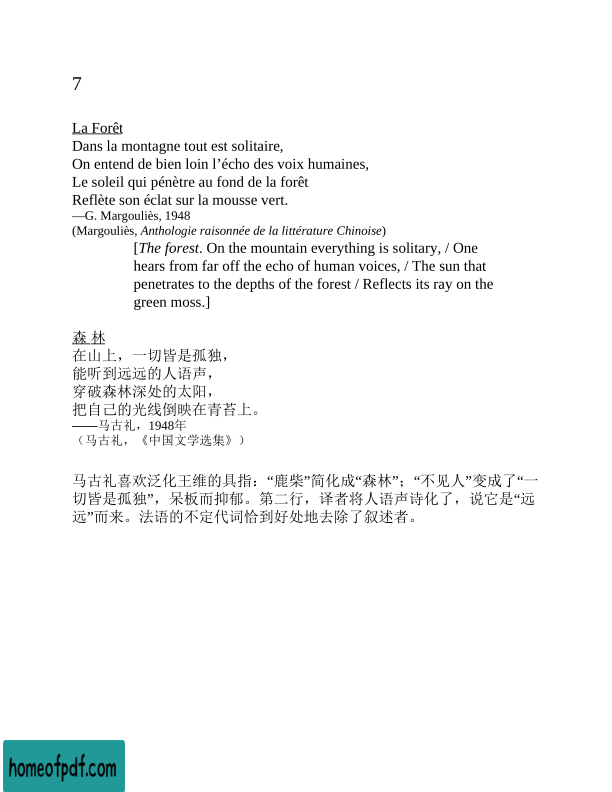 7
La Forêt
Dans la montagne tout est solitaire,
On entend de bien loin l’écho des voix humaines,
Le soleil qui pénètre au fond de la forêt
Reflète son éclat sur la mousse vert.
—G. Margouliès, 1948
(Margouliès, Anthologie raisonnée de la littérature Chinoise)
[The forest. On the mountain everything is solitary, / One
hears from far off the echo of human voices, / The sun that
penetrates to the depths of the forest / Reflects its ray on the
green moss.]
森 林
在山上，一切皆是孤独，
能听到远远的人语声，
穿破森林深处的太阳，
把自己的光线倒映在青苔上。
——马古礼，1948年
（马古礼，《中国文学选集》）
马古礼喜欢泛化王维的具指：“鹿柴”简化成“森林”；“不见人”变成了“一
切皆是孤独”，呆板而抑郁。第二行，译者将人语声诗化了，说它是“远
远”而来。法语的不定代词恰到好处地去除了叙述者。
homeofpdf.com